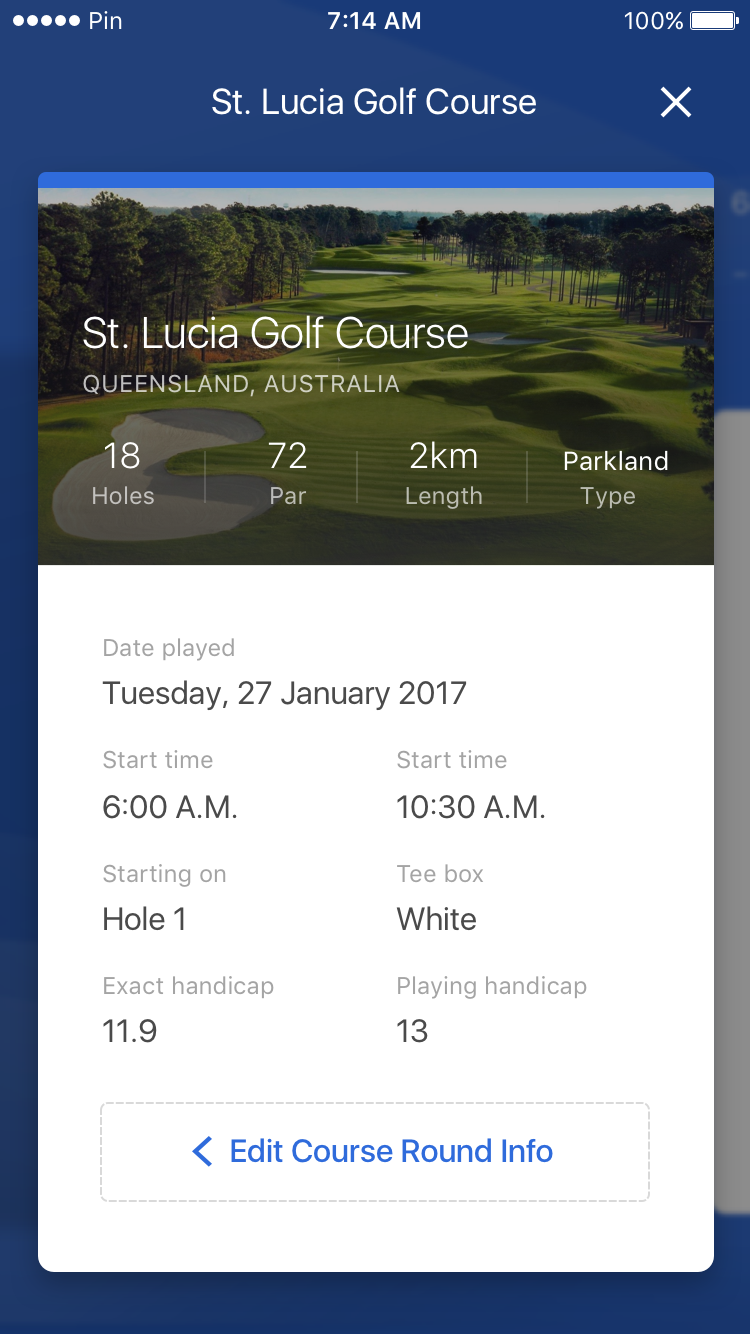 Pin 7:14 AM 100%
St. Lucia Golf Course
St. Lucia Golf Course
QUEENSLAND, AUSTRALIA
18 72 2km Parkland
Holes Par Length Type
Date played
Tuesday, 27 January 2017
Start time Start time
6:00 A.M. 10:30 A.M.
Starting on Tee box
Hole 1 White
Exact handicap Playing handicap
11.9 13
Edit Course Round Info